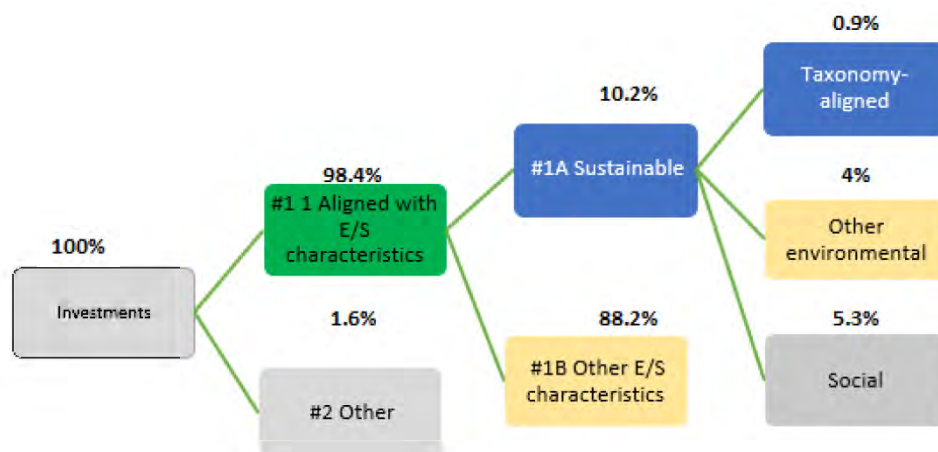 0.9%
Taxonomy-
aligned
10.2%
#1A Sustainable
98.4%
#1 1 Aligned with
E/S
characteristics
4%
Other
environmental
100%
Investments
1.6%
#2 Other
88.2%
#1B Other E/S
characteristics
5.3%
Social